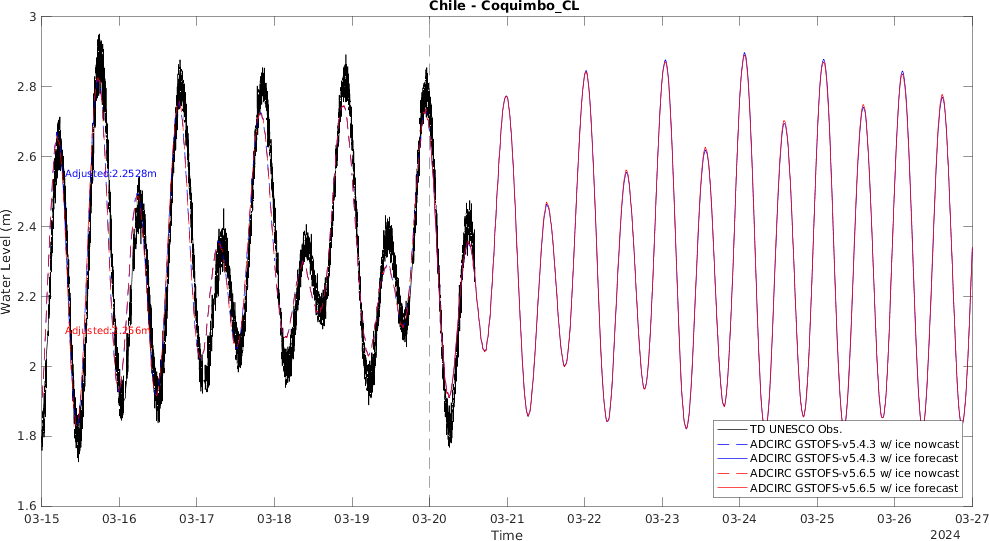 Chile - Coquimbo_CL
3
2.8
2.6
2.4
2.2
2
1.8
1.6
Water Level (m)
Adjusted:2.2528m
Adjusted:2.256m
TD UNESCO Obs.
ADCIRC GSTOFS-v5.4.3 w/ ice nowcast
ADCIRC GSTOFS-v5.4.3 w/ ice forecast
ADCIRC GSTOFS-v5.6.5 w/ ice nowcast
ADCIRC GSTOFS-v5.6.5 w/ ice forecast
03-15 03-16 03-17 03-18 03-19 03-20 03-21 03-22 03-23 03-24 03-25 03-26 03-27
Time
2024